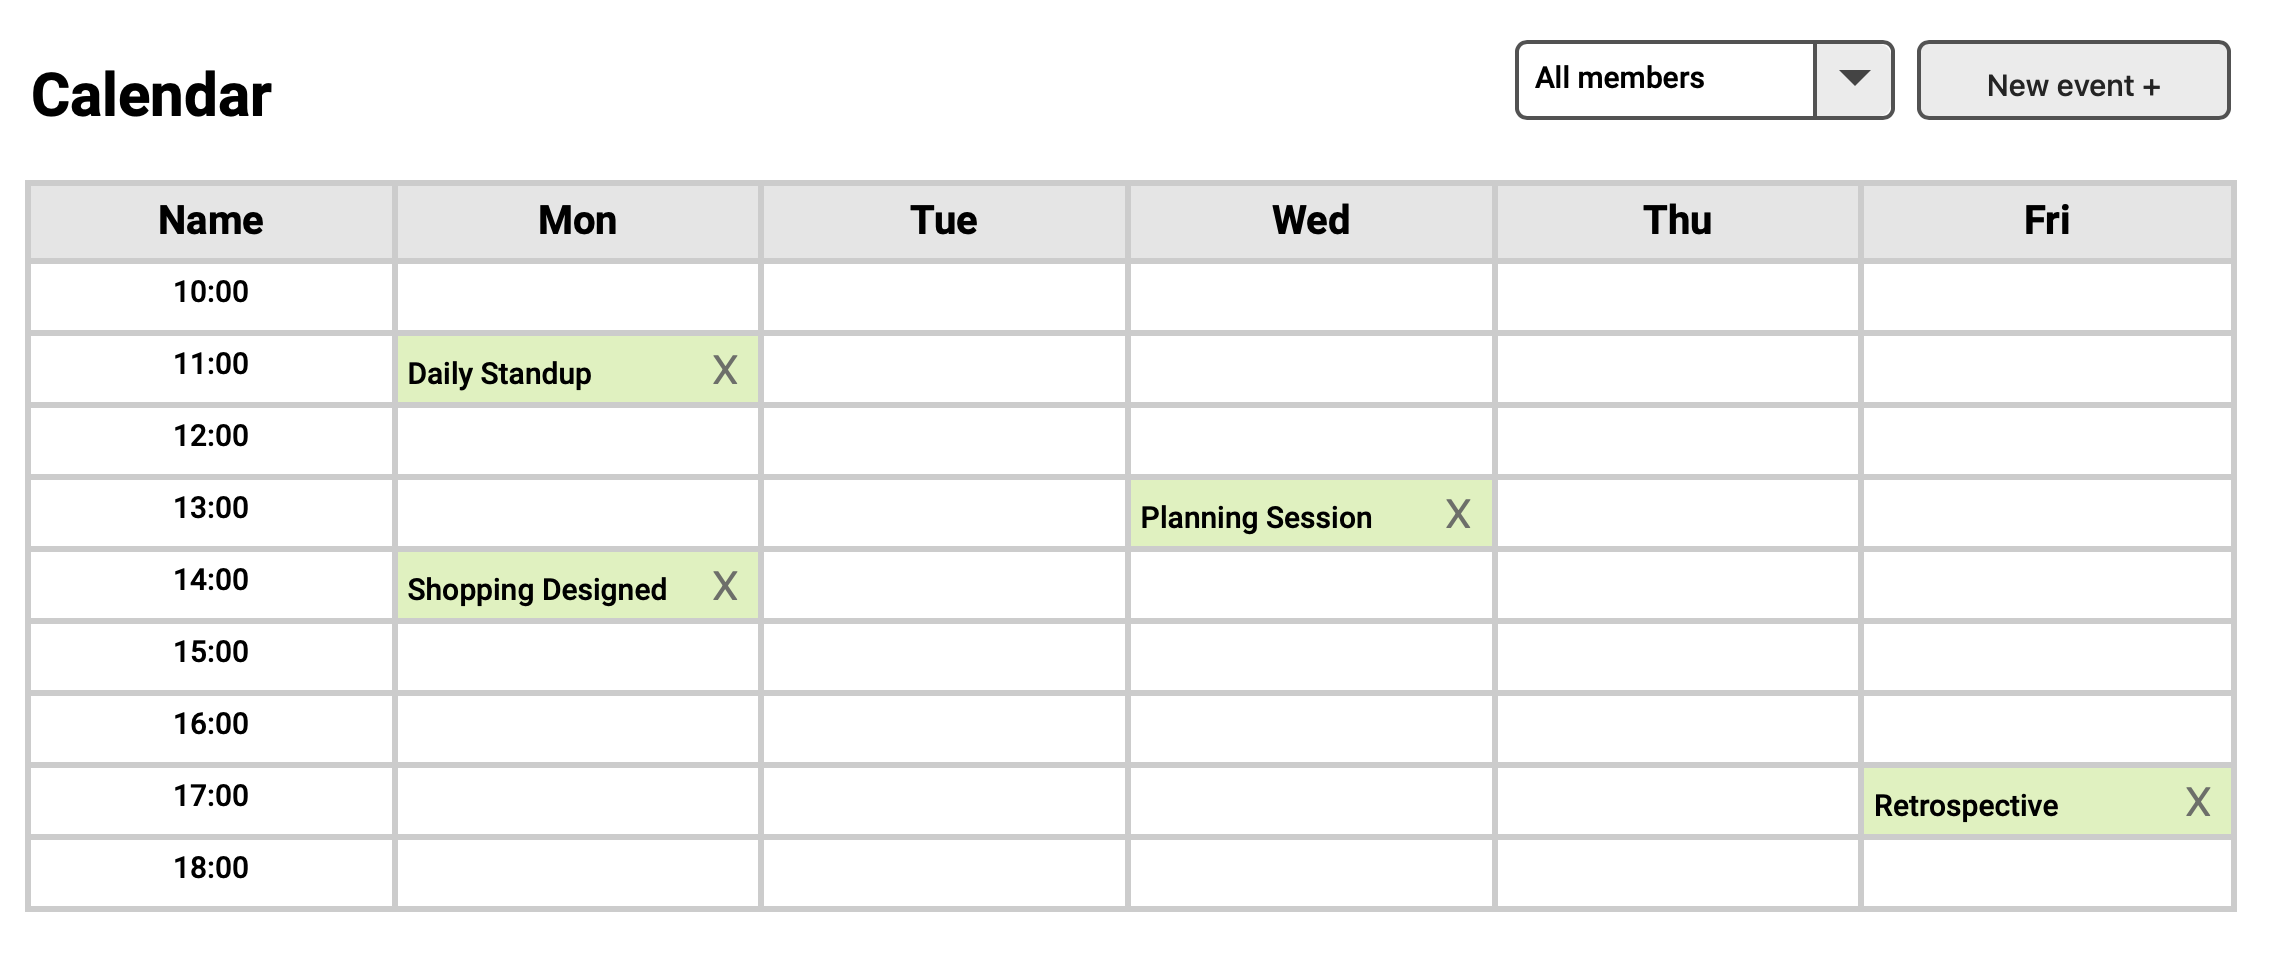 Calendar
All members
New event +
Name Mon Tue Wed Thu Fri
10:00
11:00 Daily Standup X
12:00
13:00 Planning Session X
14:00 Shopping Designed X
15:00
16:00
17:00 Retrospective X
18:00